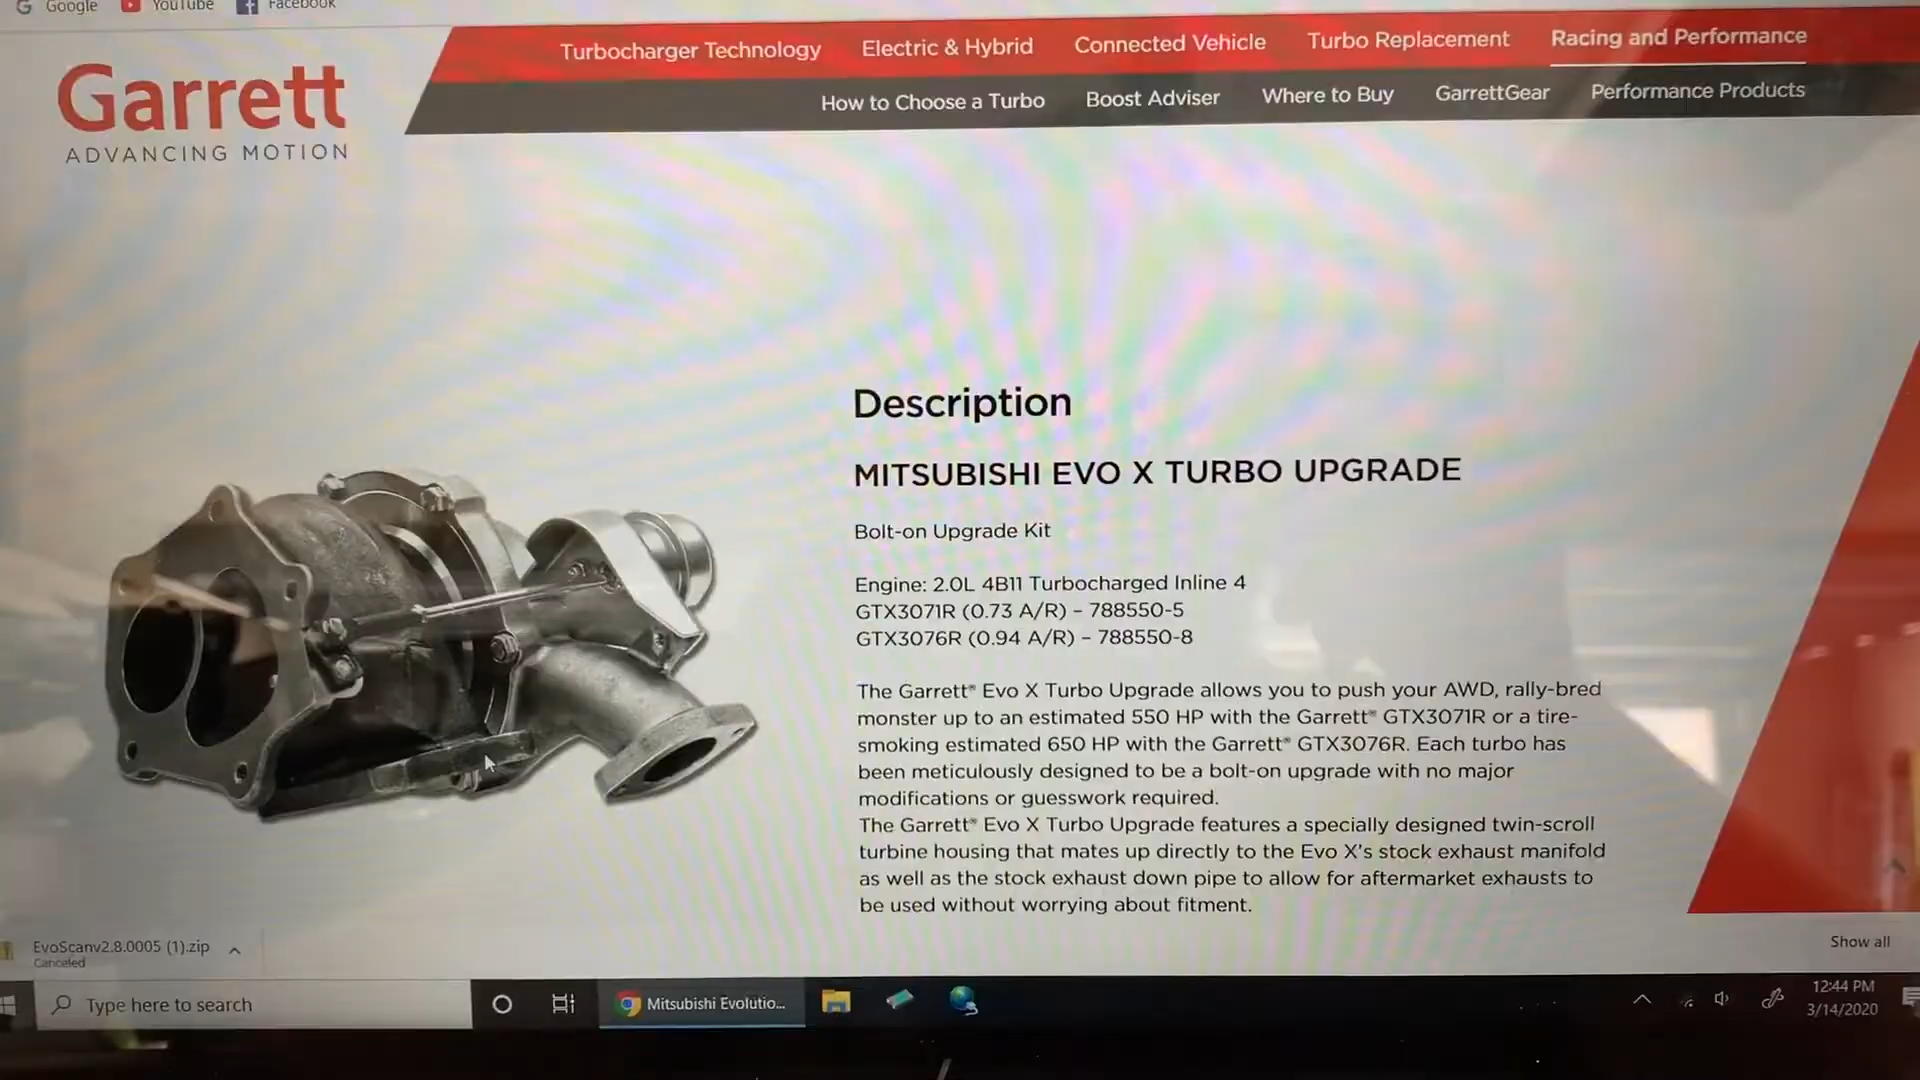 Google YouTube Facebook
Garrett
ADVANCING MOTION
Turbocharger Technology Electric & Hybrid Connected Vehicle Turbo Replacement Racing and Performance
How to Choose a Turbo Boost Adviser Where to Buy GarrettGear Performance Products
Description
MITSUBISHI EVO X TURBO UPGRADE
Bolt-on Upgrade Kit
Engine: 2.0L 4B11 Turbocharged Inline 4
GTX3071R (0.73 A/R) – 788550-5
GTX3076R (0.94 A/R) – 788550-8
The Garrett® Evo X Turbo Upgrade allows you to push your AWD, rally-bred
monster up to an estimated 550 HP with the Garrett® GTX3071R or a tire-
smoking estimated 650 HP with the Garrett® GTX3076R. Each turbo has
been meticulously designed to be a bolt-on upgrade with no major
modifications or guesswork required.
The Garrett® Evo X Turbo Upgrade features a specially designed twin-scroll
turbine housing that mates up directly to the Evo X's stock exhaust manifold
as well as the stock exhaust down pipe to allow for aftermarket exhausts to
be used without worrying about fitment.
EvoScanv2.8.0005 (1).zip
Canceled
Show all
Type here to search
Mitsubishi Evolutio...
12:44 PM
3/14/2020